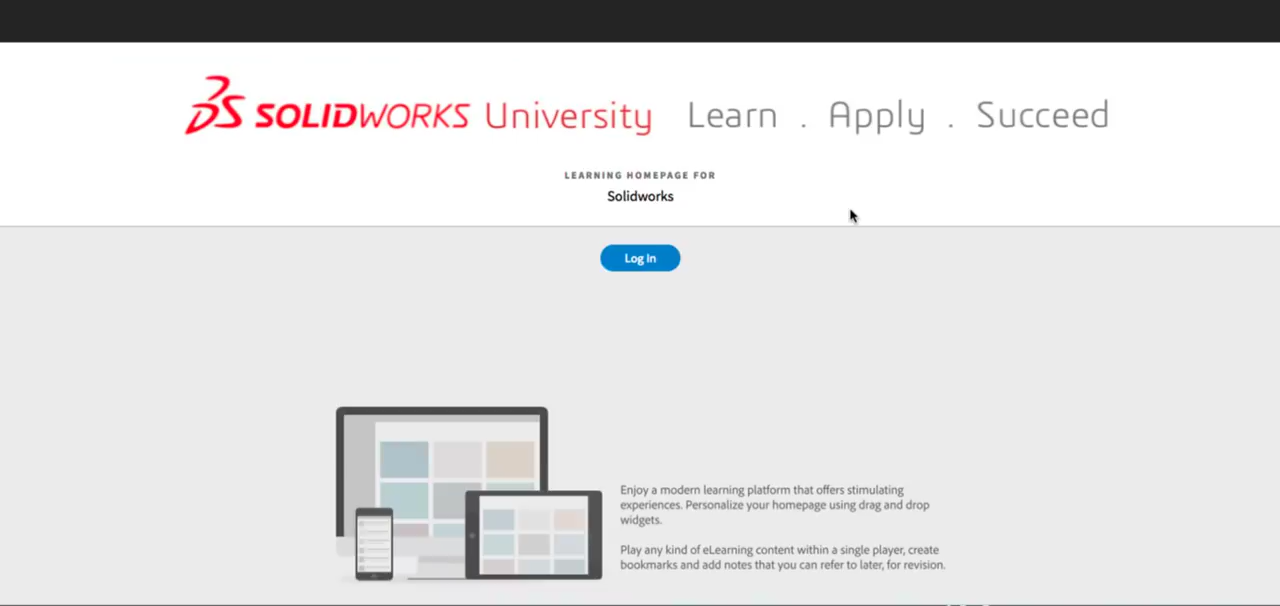 SOLIDWORKS University Learn . Apply . Succeed
LEARNING HOMEPAGE FOR
Solidworks
Log In
Enjoy a modern learning platform that offers stimulating
experiences. Personalize your homepage using drag and drop
widgets.
Play any kind of eLearning content within a single player, create
bookmarks and add notes that you can refer to later, for revision.